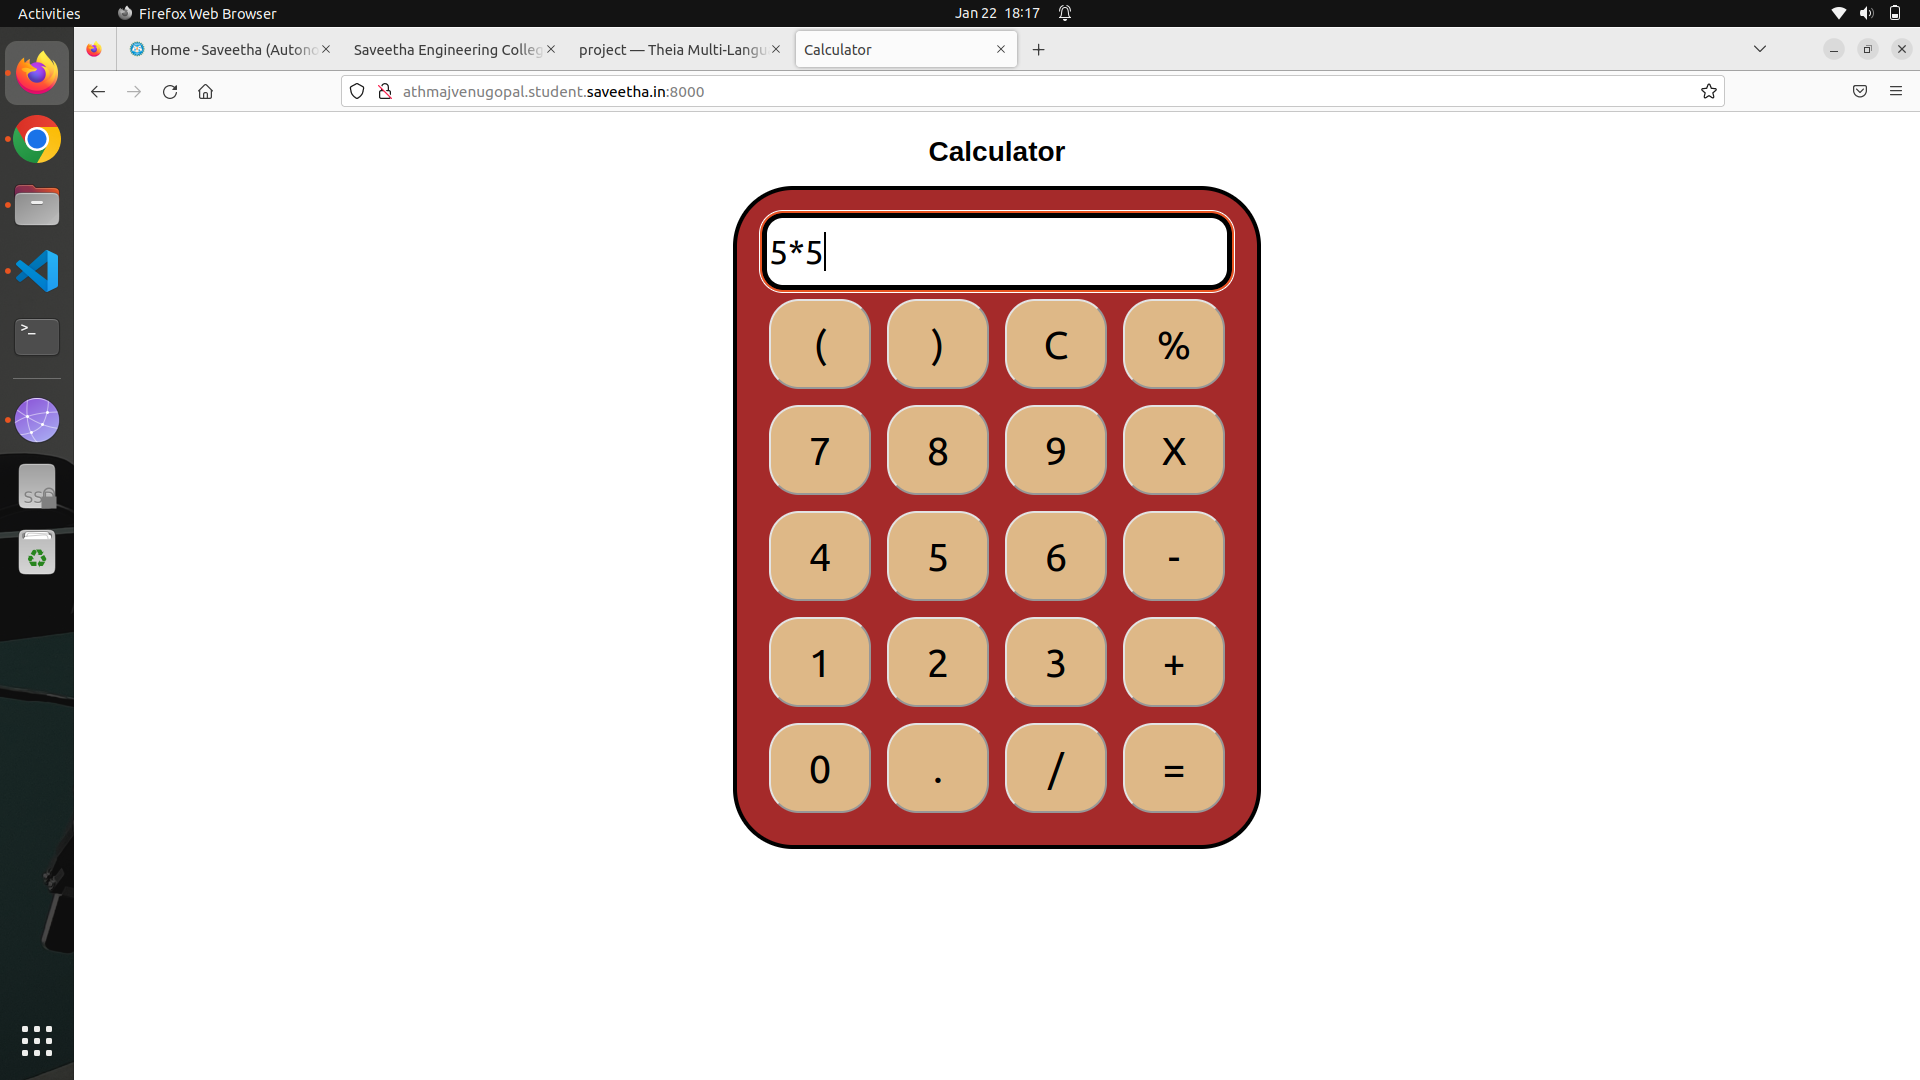 Activities Firefox Web Browser Jan 22 18:17
Home - Saveetha (Autono Saveetha Engineering Colleg project — Theia Multi-Langu Calculator
athmajvenugopal.student.saveetha.in:8000
Calculator
5*5
( ) C %
7 8 9 X
4 5 6 -
1 2 3 +
0 . / =
>_
SS